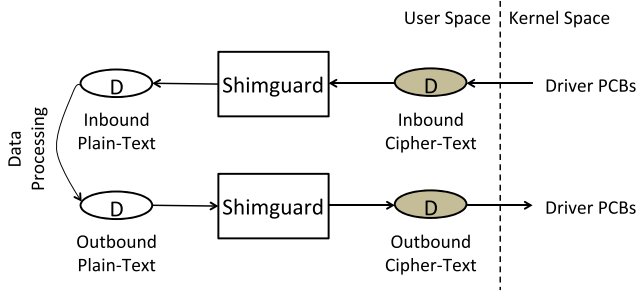 User Space
Kernel Space
D
Shimguard
D
Driver PCBs
Inbound
Plain-Text
Inbound
Cipher-Text
Data
Processing
D
Shimguard
D
Driver PCBs
Outbound
Plain-Text
Outbound
Cipher-Text